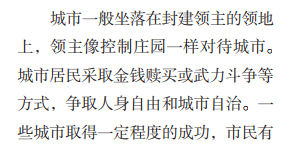 城市一般坐落在封建领主的领地
上，领主像控制庄园一样对待城市。
城市居民采取金钱赎买或武力斗争等
方式，争取人身自由和城市自治。一
些城市取得一定程度的成功，市民有